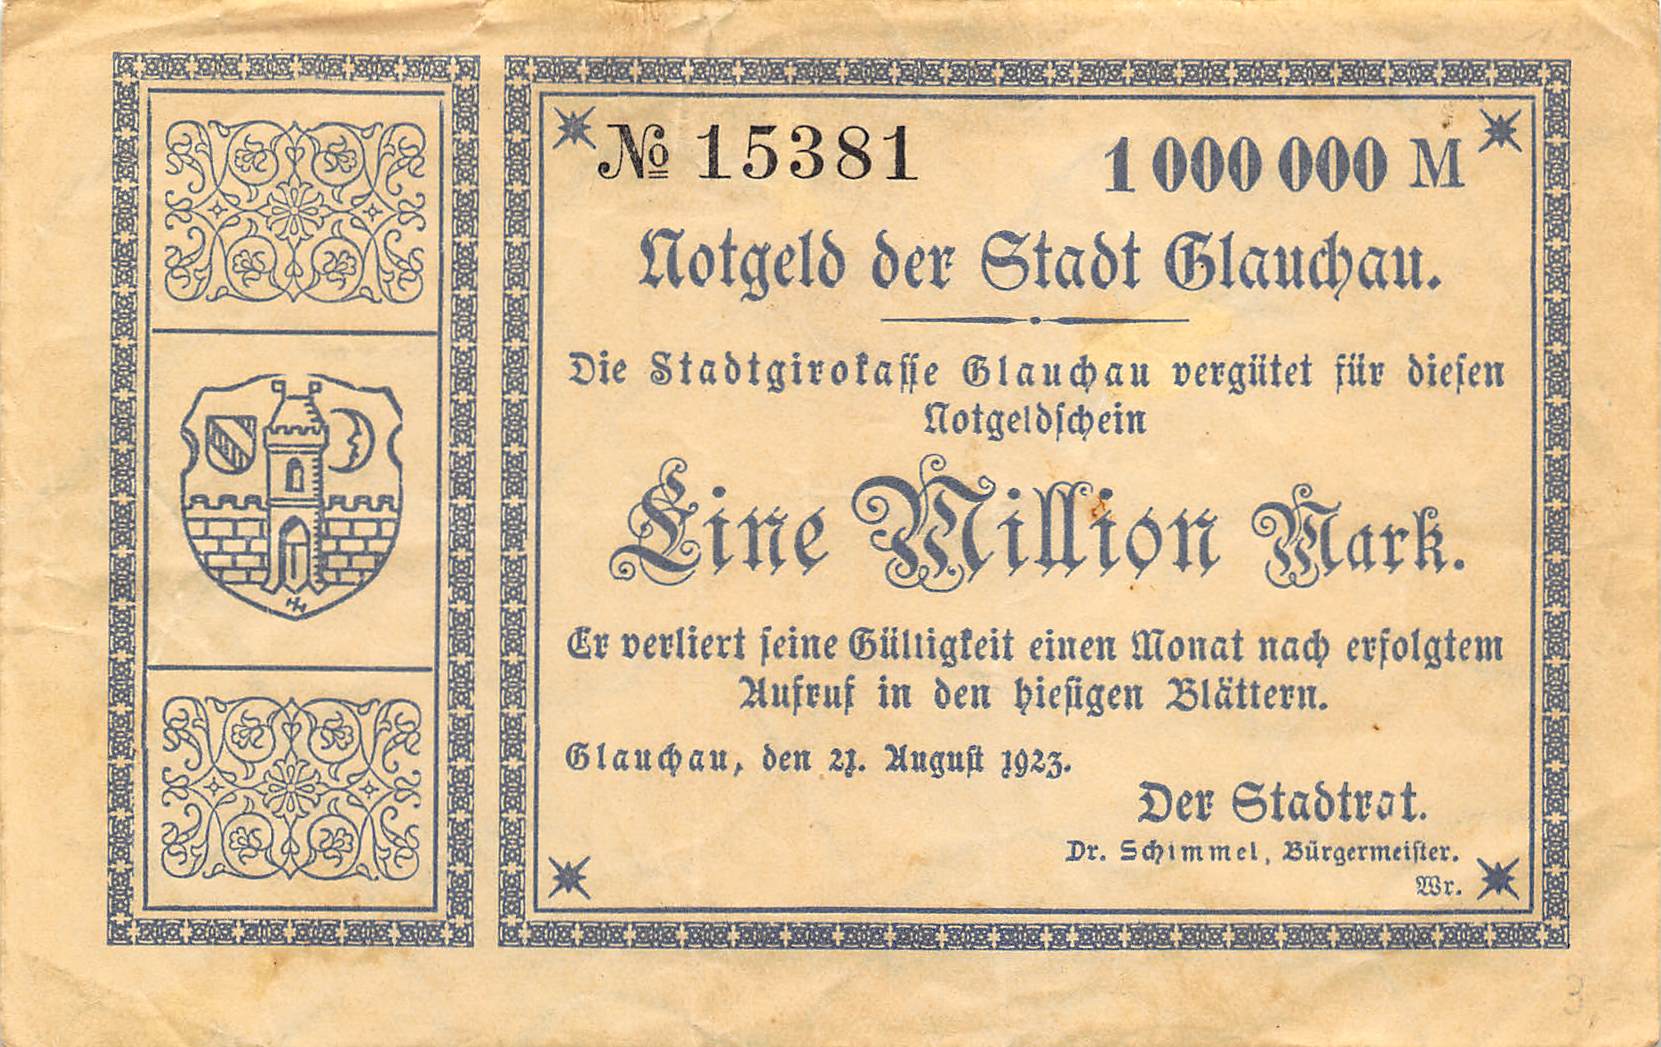 № 15381
1 000 000 M
Notgeld der Stadt Glauchau.
Die Stadtgirokasse Glauchau vergütet für diesen
Notgeldschein
Eine Million Mark.
Er verliert seine Gültigkeit einen Monat nach erfolgtem
Aufruf in den hiesigen Blättern.
Glauchau, den 21. August 1923.
Der Stadtrat.
Dr. Schimmel, Bürgermeister.
Wr.
3